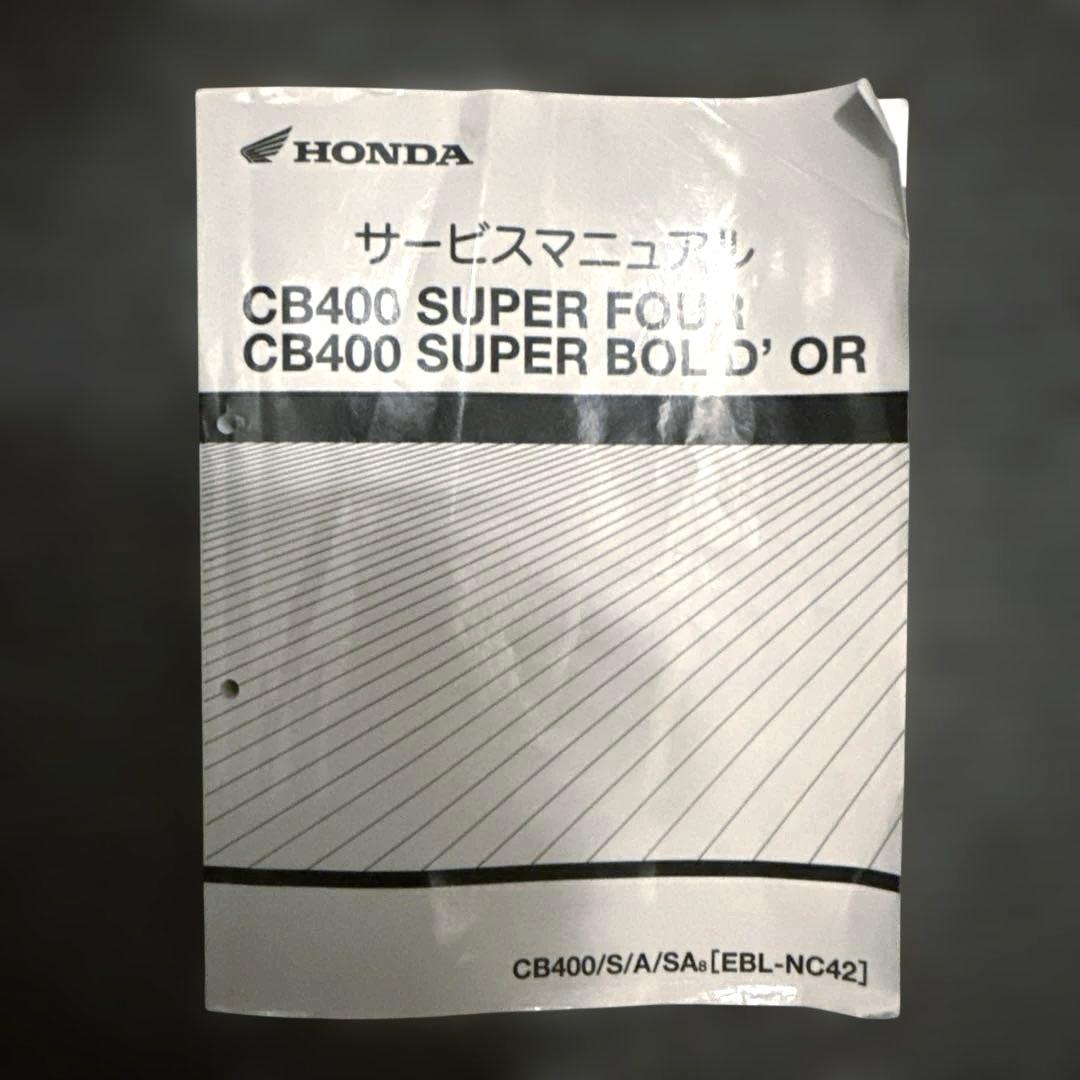 HONDA
サービスマニュアル
CB400 SUPER FOUR
CB400 SUPER BOL D' OR
CB400/S/A/SA8[EBL-NC42]